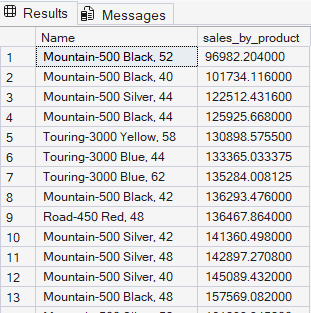 Results Messages
Name sales_by_product
1 Mountain-500 Black, 52 96982.204000
2 Mountain-500 Black, 40 101734.116000
3 Mountain-500 Silver, 44 122512.431600
4 Mountain-500 Black, 44 125925.668000
5 Touring-3000 Yellow, 58 130898.575500
6 Touring-3000 Blue, 44 133365.033375
7 Touring-3000 Blue, 62 135284.008125
8 Mountain-500 Black, 42 136293.476000
9 Road-450 Red, 48 136467.864000
10 Mountain-500 Silver, 42 141360.498000
11 Mountain-500 Silver, 48 142897.270800
12 Mountain-500 Silver, 40 145089.432000
13 Mountain-500 Black, 48 157569.082000